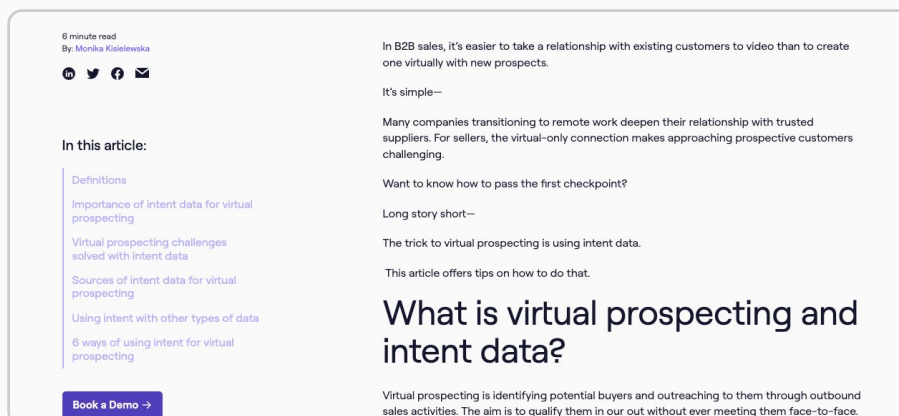 6 minute read
By: Monika Kisielewska
In this article:
Definitions
Importance of intent data for virtual
prospecting
Virtual prospecting challenges
solved with intent data
Sources of intent data for virtual
prospecting
Using intent with other types of data
6 ways of using intent for virtual
prospecting
Book a Demo →
In B2B sales, it’s easier to take a relationship with existing customers to video than to create
one virtually with new prospects.
It’s simple—
Many companies transitioning to remote work deepen their relationship with trusted
suppliers. For sellers, the virtual-only connection makes approaching prospective customers
challenging.
Want to know how to pass the first checkpoint?
Long story short—
The trick to virtual prospecting is using intent data.
This article offers tips on how to do that.
What is virtual prospecting and
intent data?
Virtual prospecting is identifying potential buyers and outreaching to them through outbound
sales activities. The aim is to qualify them in our out without ever meeting them face-to-face.